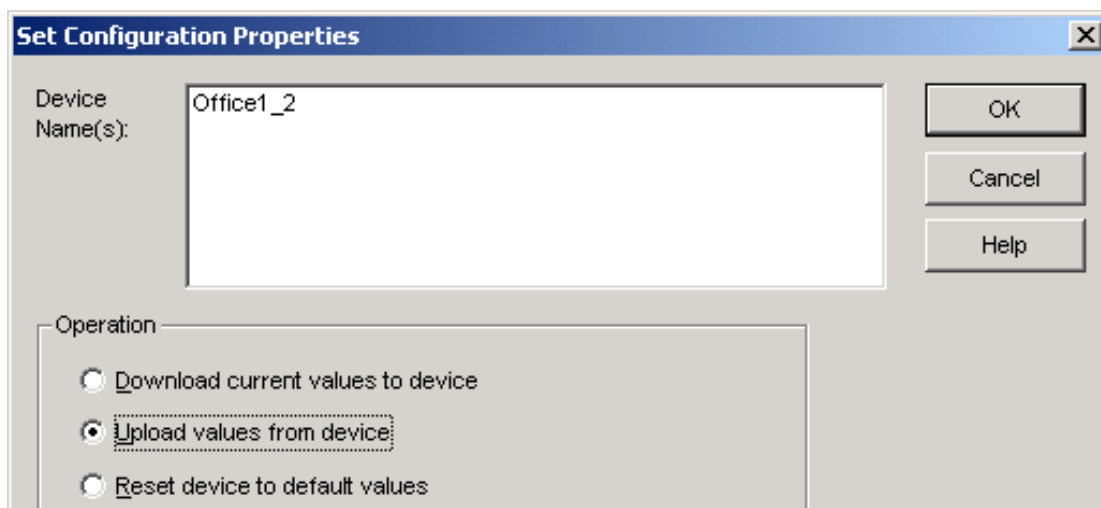 Set Configuration Properties
Device
Name(s):
Office1_2
OK
Cancel
Help
Operation
Download current values to device
Upload values from device
Reset device to default values